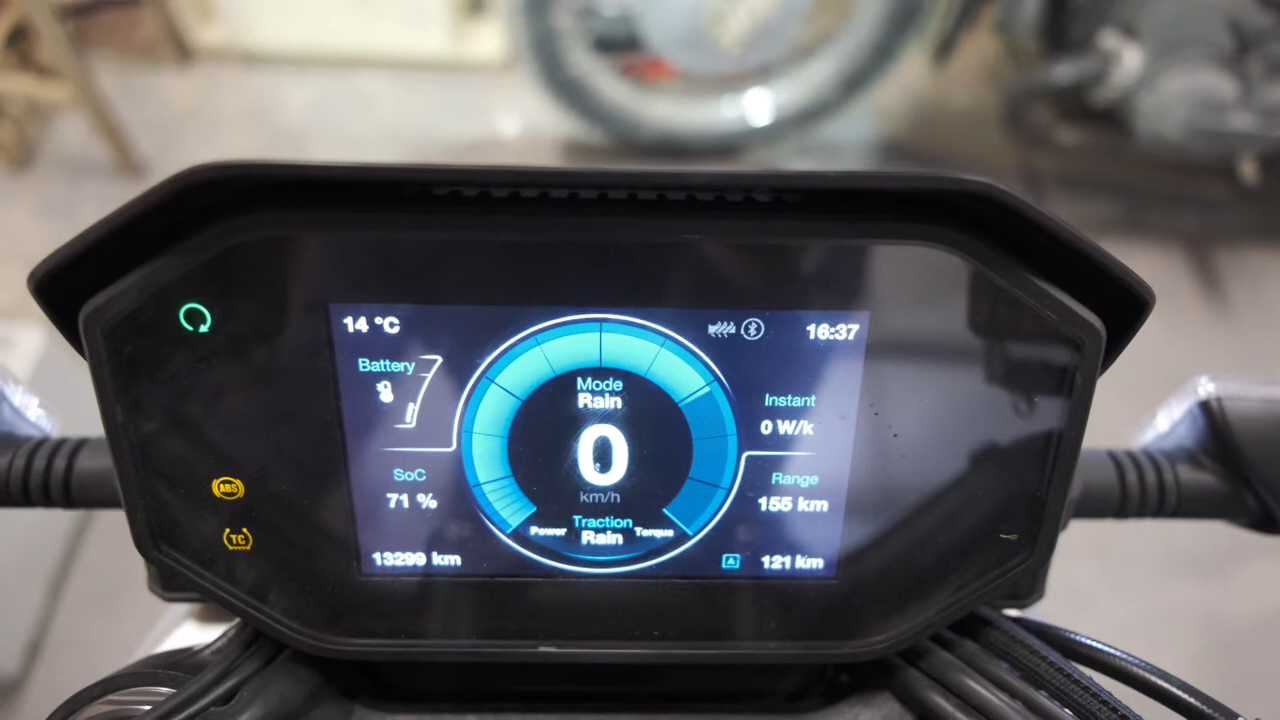 14 °C
16:37
Battery
Mode
Rain
Instant
0 W/k
0
km/h
SoC
71 %
Range
155 km
ABS
TC
Power
Traction
Rain
Torque
13299 km
A
121 km